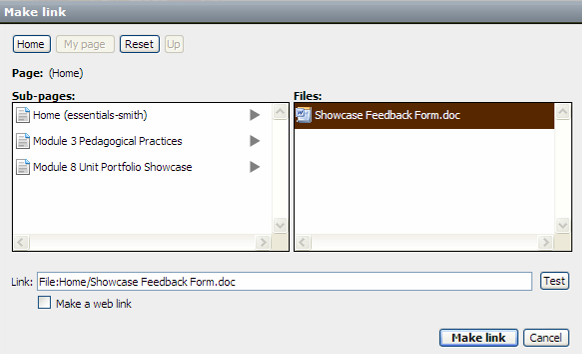 Make link
Home My page Reset Up
Page: (Home)
Sub-pages: Files:
Home (essentials-smith) Showcase Feedback Form.doc
Module 3 Pedagogical Practices
Module 8 Unit Portfolio Showcase
Link: File:Home/Showcase Feedback Form.doc Test
Make a web link
Make link Cancel